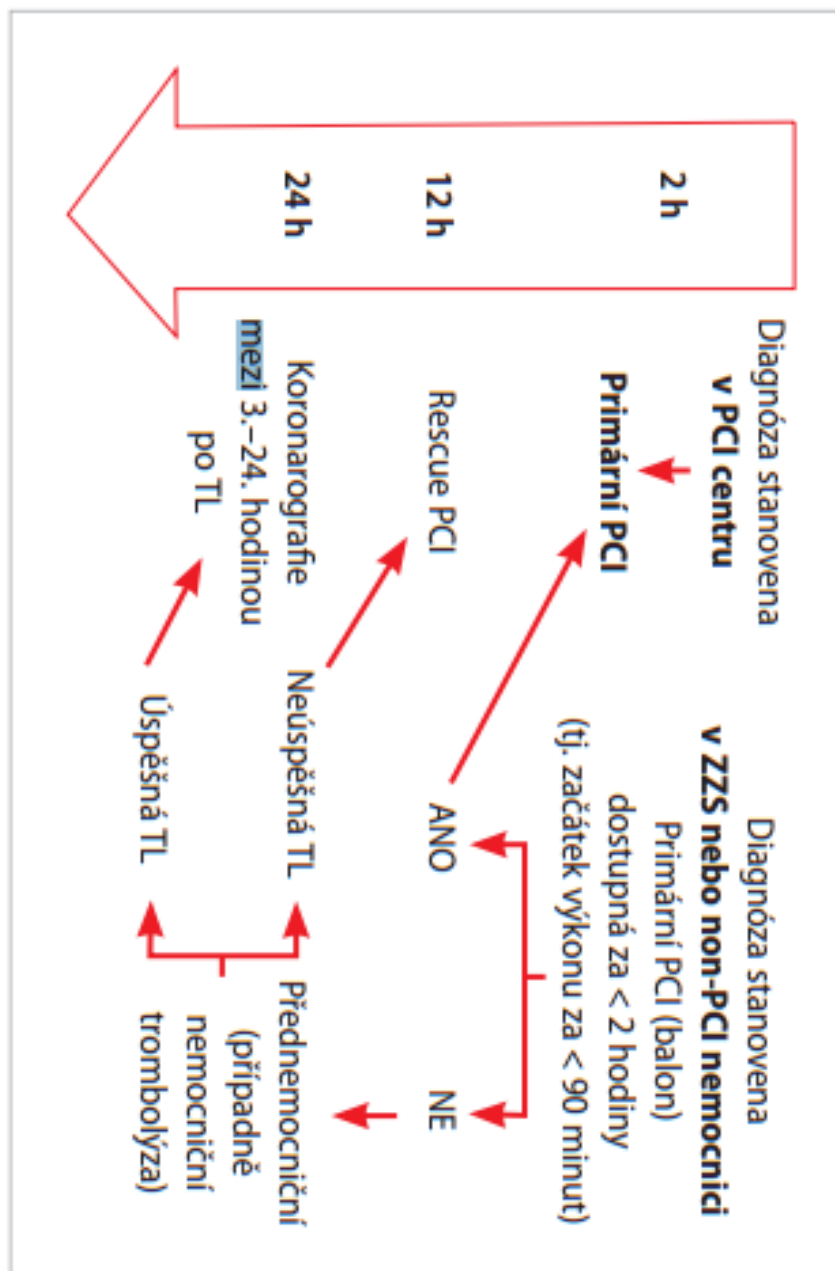 2 h
12 h
24 h
Diagnóza stanovena
v PCI centru
Primární PCI
Rescue PCI
Koronarografie
mezi 3.–24. hodinou
po TL
Diagnóza stanovena
v ZZS nebo non-PCI nemocnici
Primární PCI (balon)
dostupná za < 2 hodiny
(tj. začátek výkonu za < 90 minut)
ANO
NE
Neúspěšná TL
Úspěšná TL
Přednemocniční
(případně
nemocniční
trombolýza)